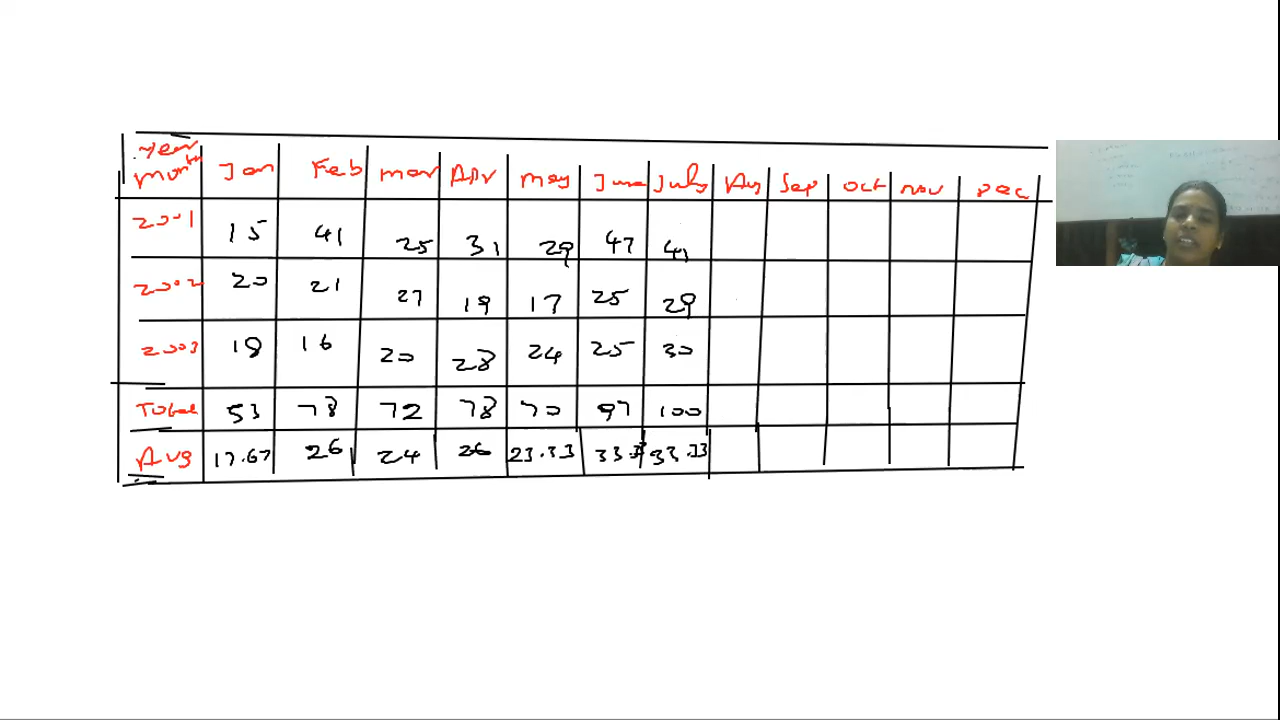 Year
Month Jan Feb mar Apr may June July Aug Sep Oct nov Dec
2001 15 41 25 31 29 47 41
2002 20 21 27 19 17 25 29
2003 18 16 20 28 24 25 30
Total 53 78 72 78 70 97 100
Avg 17.67 26 24 26 23.33 33.33